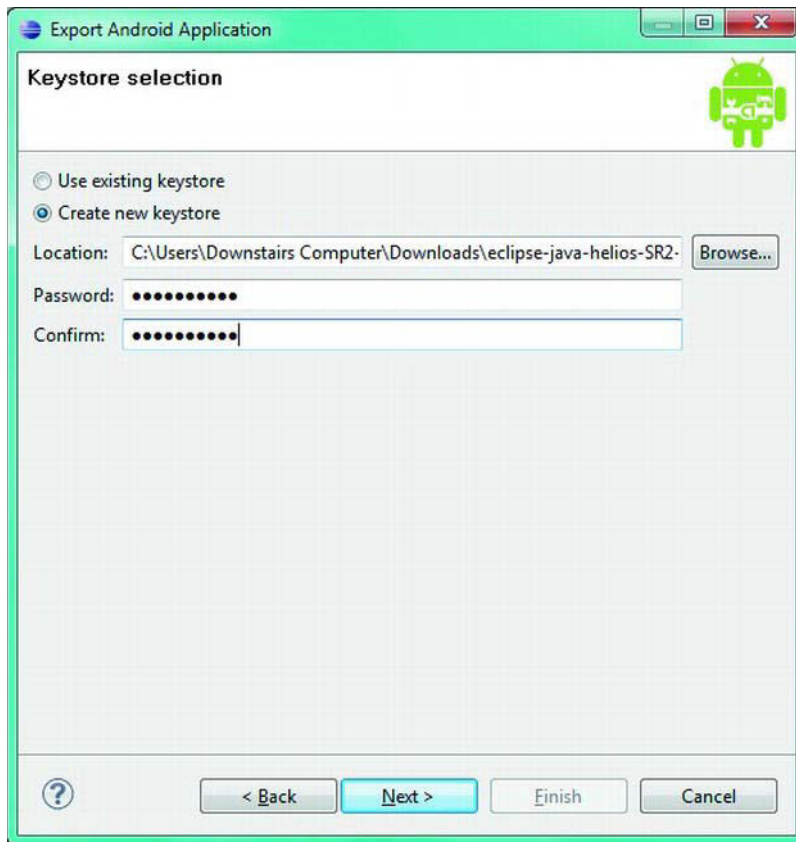 Export Android Application
Keystore selection
Use existing keystore
Create new keystore
Location: C:\Users\Downstairs Computer\Downloads\eclipse-java-helios-SR2- Browse...
Password: ●●●●●●●●●●
Confirm: ●●●●●●●●●●
? < Back Next > Finish Cancel